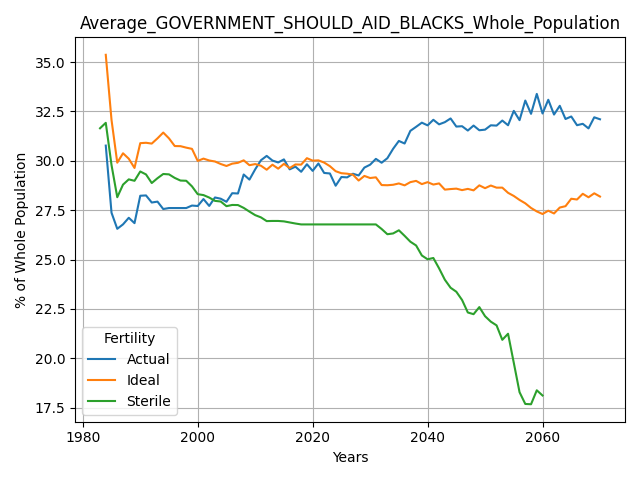 Average_GOVERNMENT_SHOULD_AID_BLACKS_Whole_Population
% of Whole Population
35.0
32.5
30.0
27.5
25.0
22.5
20.0
17.5
Fertility
Actual
Ideal
Sterile
1980
2000
2020
2040
2060
Years